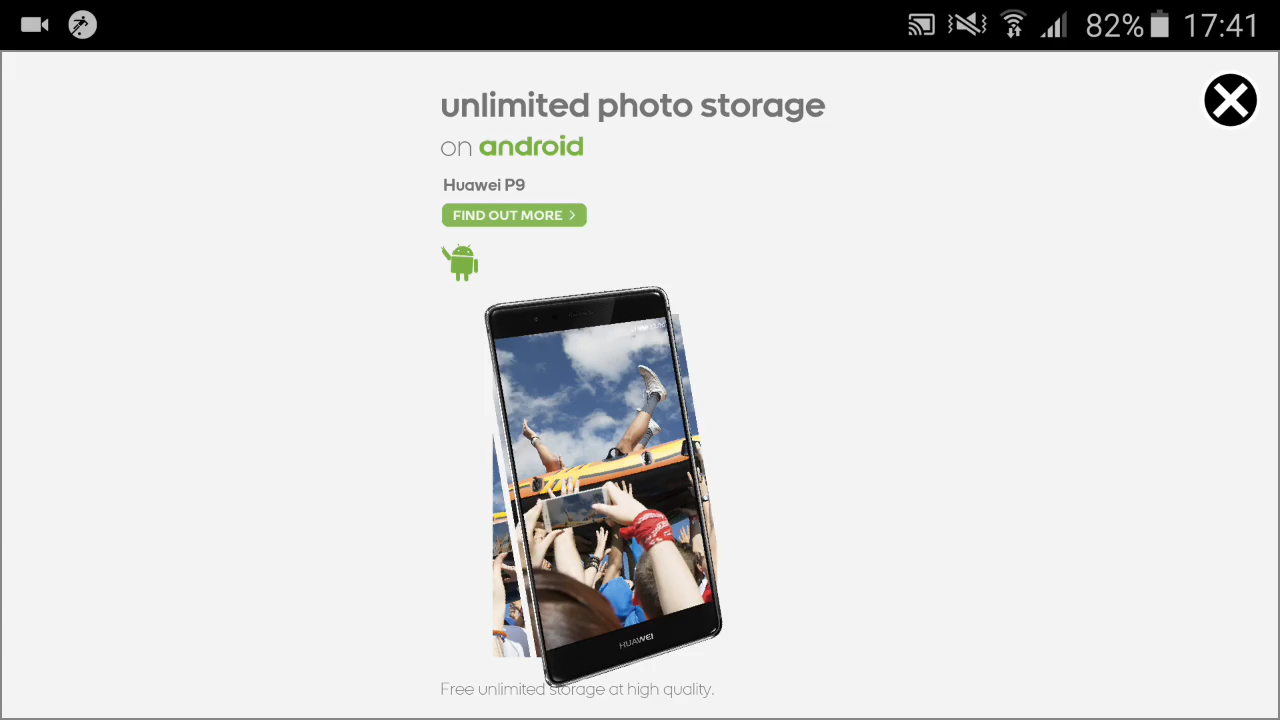 82% 17:41
unlimited photo storage
on android
Huawei P9
FIND OUT MORE >
HUAWEI
Free unlimited storage at high quality.